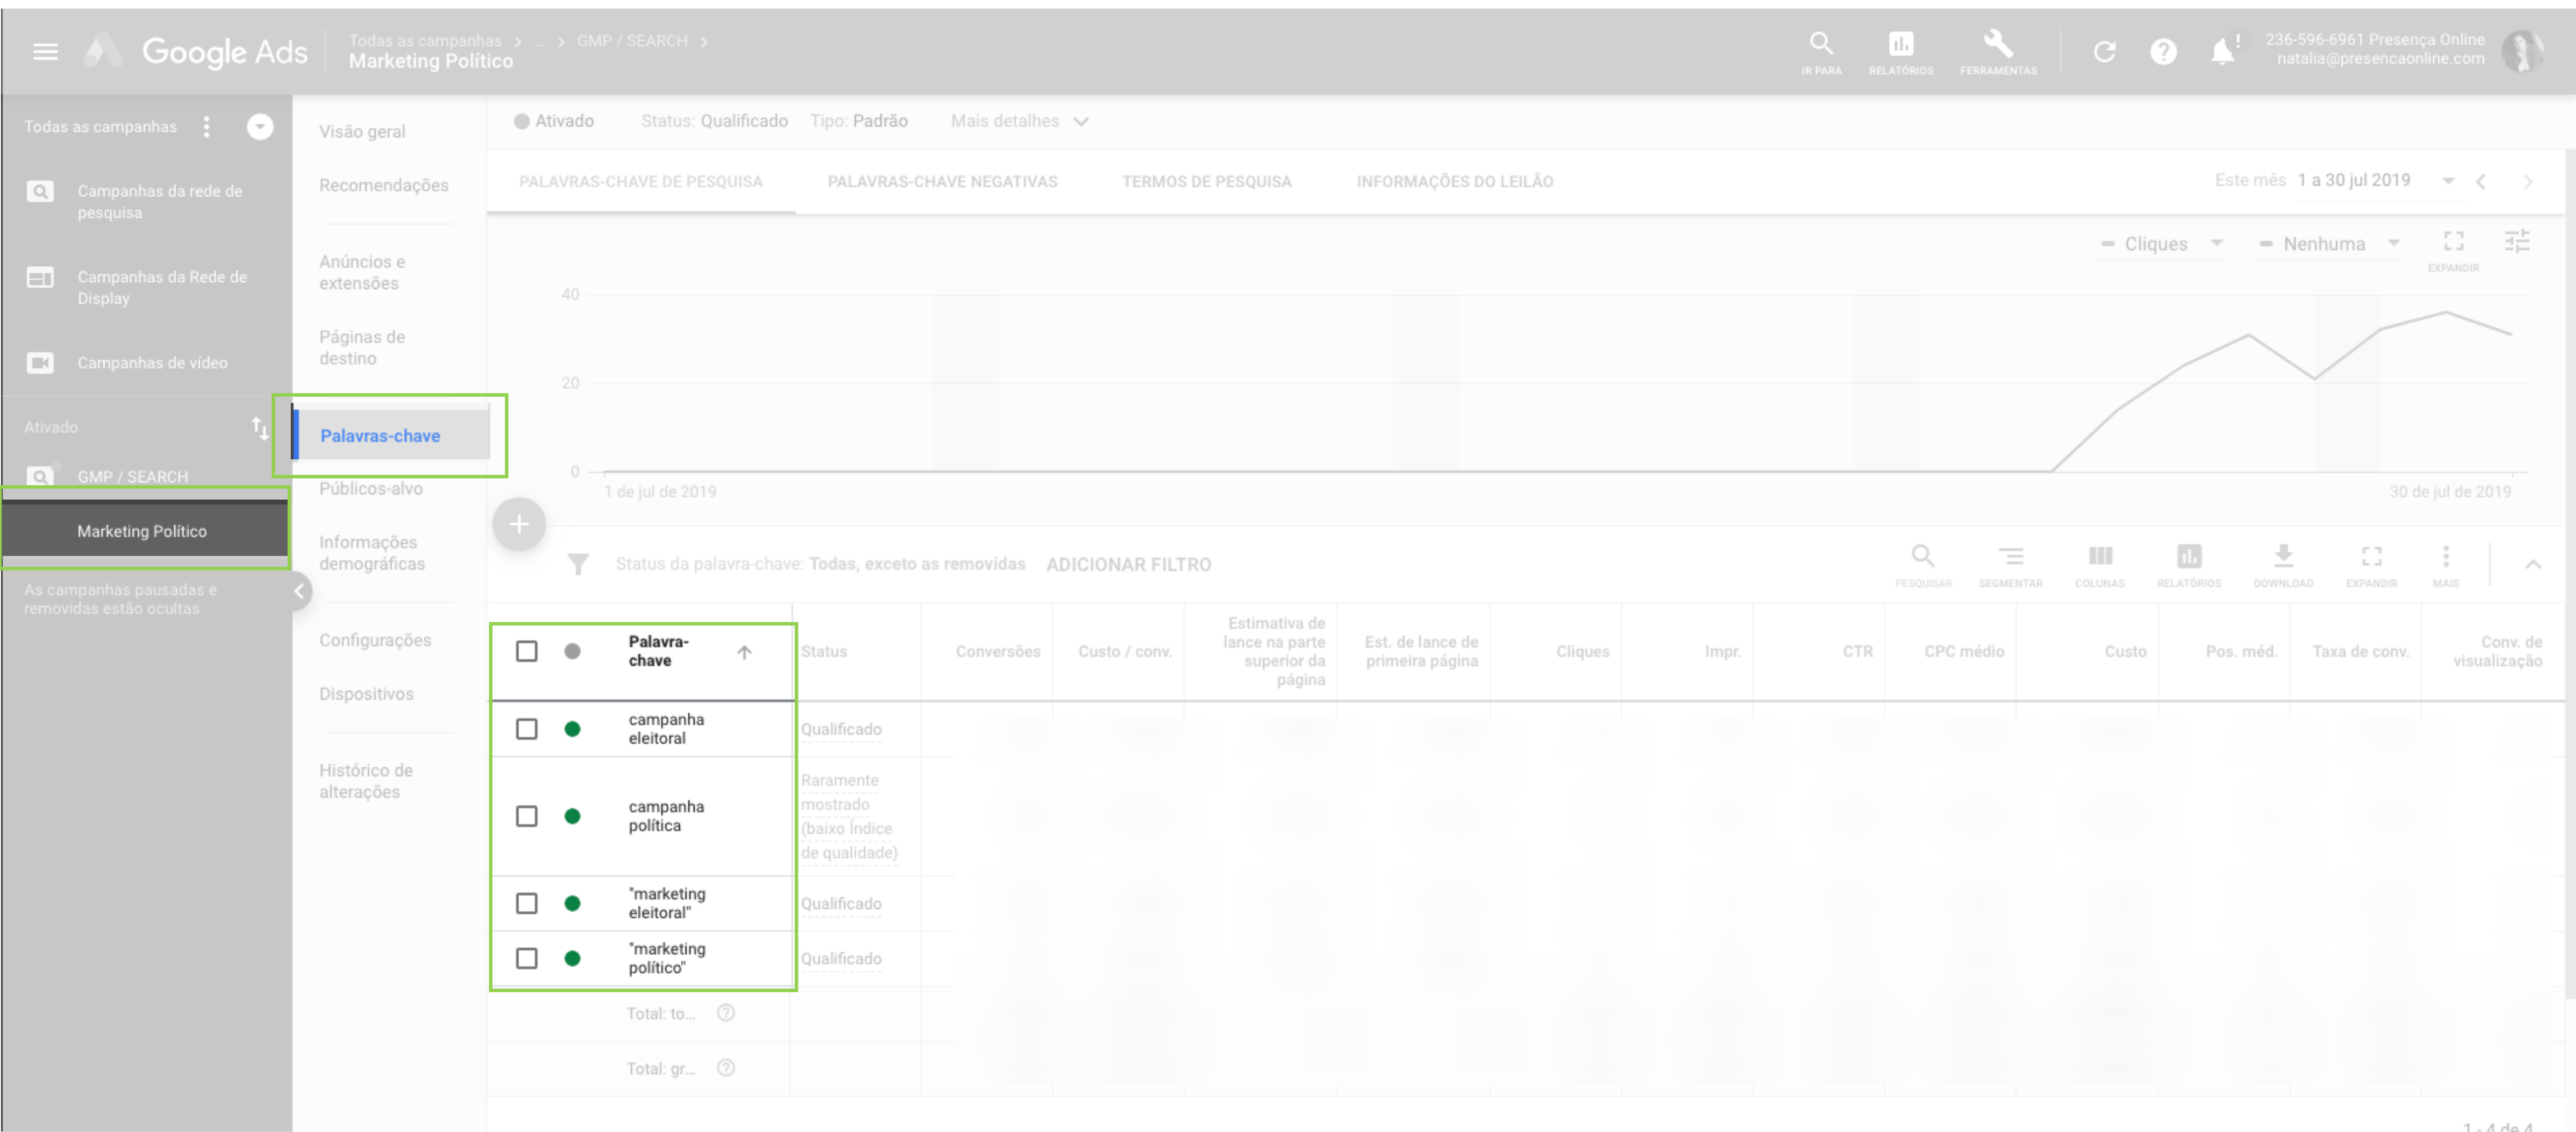 Google Ads
Todas as campanhas > ... > GMP / SEARCH >
Marketing Político
IR PARA
RELATÓRIOS
FERRAMENTAS
236-596-6961 Presença Online
natalia@presencaonline.com
Todas as campanhas
Campanhas da rede de
pesquisa
Campanhas da Rede de
Display
Campanhas de vídeo
Ativado
GMP / SEARCH
Marketing Político
As campanhas pausadas e
removidas estão ocultas
Visão geral
Recomendações
Anúncios e
extensões
Páginas de
destino
Palavras-chave
Públicos-alvo
Informações
demográficas
Configurações
Dispositivos
Histórico de
alterações
Ativado Status: Qualificado Tipo: Padrão Mais detalhes
PALAVRAS-CHAVE DE PESQUISA PALAVRAS-CHAVE NEGATIVAS TERMOS DE PESQUISA INFORMAÇÕES DO LEILÃO
Este mês 1 a 30 jul 2019
Cliques
Nenhuma
EXPANDIR
40
20
0
1 de jul de 2019
30 de jul de 2019
Status da palavra-chave: Todas, exceto as removidas ADICIONAR FILTRO
PESQUISAR
SEGMENTAR
COLUNAS
RELATÓRIOS
DOWNLOAD
EXPANDIR
MAIS
Palavra-
chave
Status
Conversões
Custo / conv.
Estimativa de
lance na parte
superior da
página
Est. de lance de
primeira página
Cliques
Impr.
CTR
CPC médio
Custo
Pos. méd.
Taxa de conv.
Conv. de
visualização
campanha
eleitoral
Qualificado
campanha
política
Raramente
mostrado
(baixo Índice
de qualidade)
"marketing
eleitoral"
Qualificado
"marketing
político"
Qualificado
Total: to...
Total: gr...
1 - 4 de 4